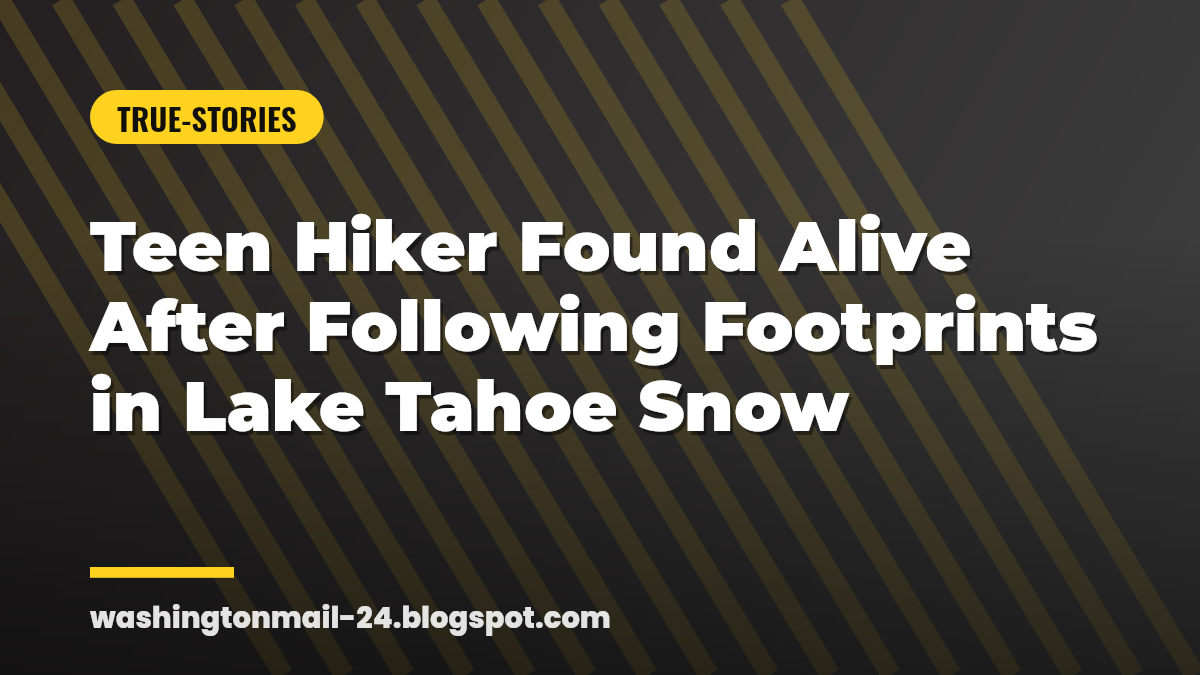 TRUE-STORIES
Teen Hiker Found Alive
After Following Footprints
in Lake Tahoe Snow
washingtonmail-24.blogspot.com